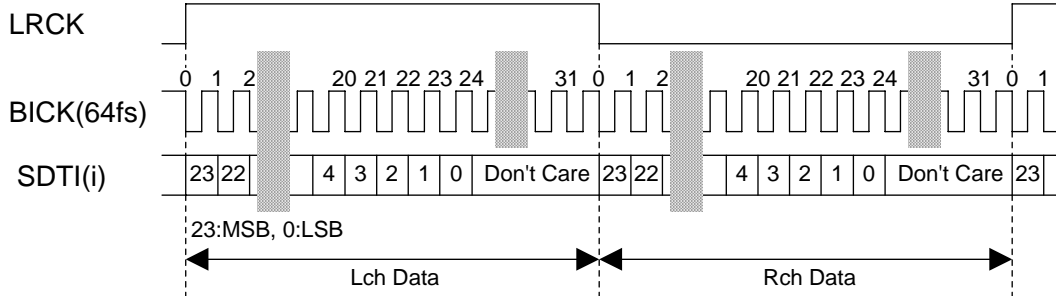 LRCK
0 1 2 20 21 22 23 24 31 0 1 2 20 21 22 23 24 31 0 1
BICK(64fs)
SDTI(i) 23 22 4 3 2 1 0 Don't Care 23 22 4 3 2 1 0 Don't Care 23
23:MSB, 0:LSB
Lch Data Rch Data